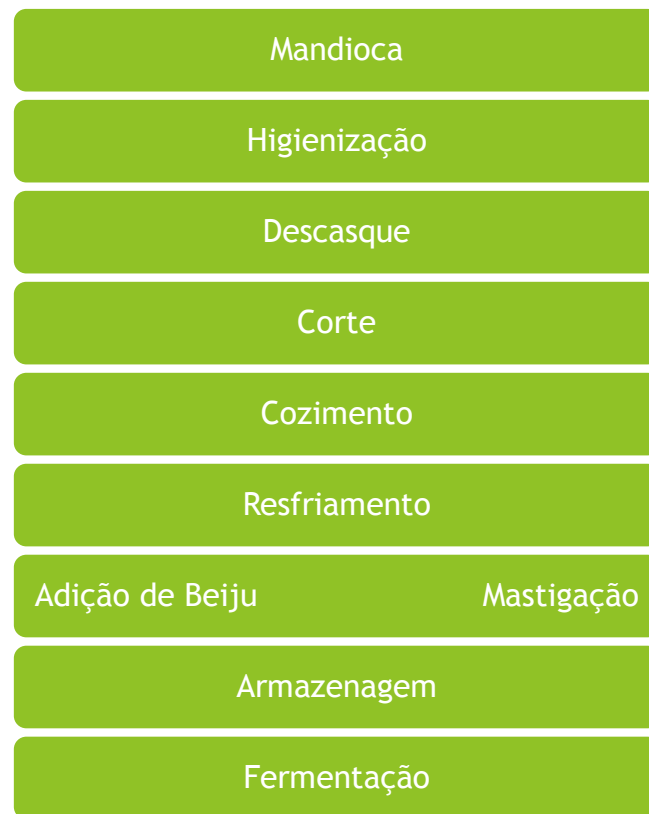 Mandioca
Higienização
Descasque
Corte
Cozimento
Resfriamento
Adição de Beiju Mastigação
Armazenagem
Fermentação